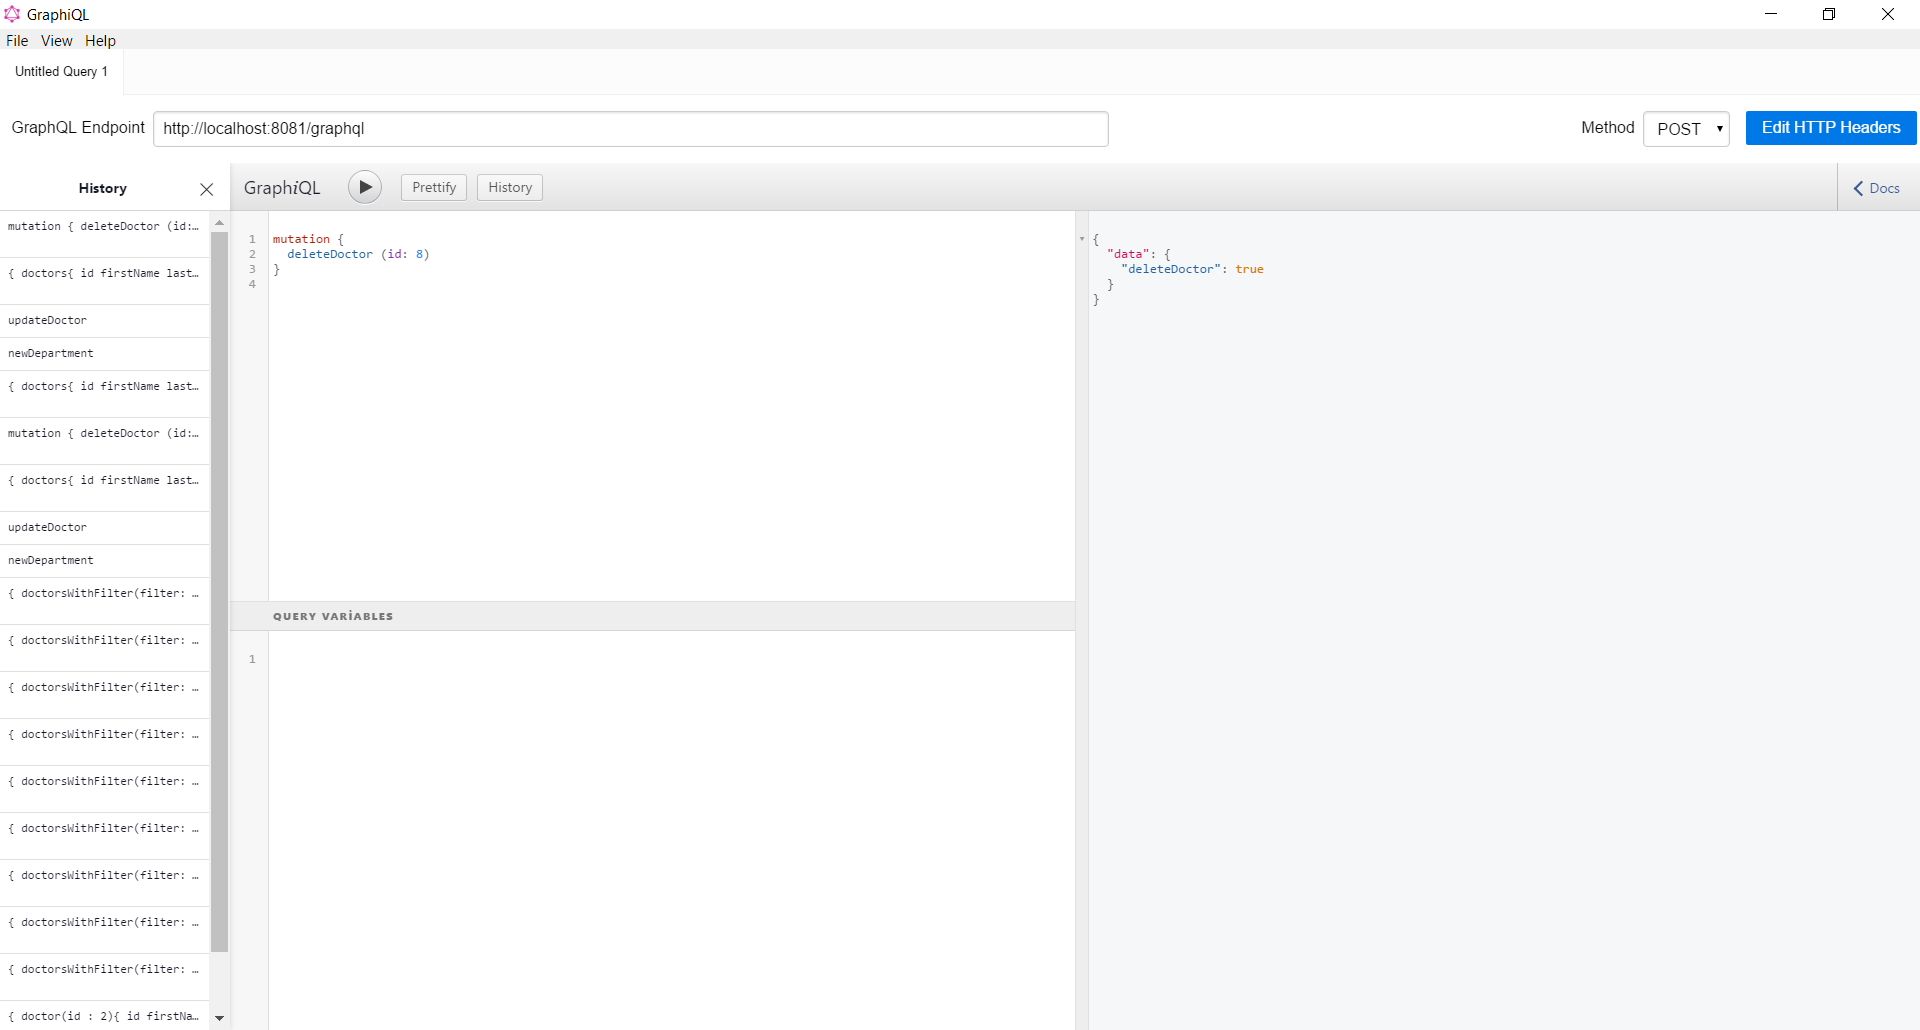 GraphiQL
File View Help
Untitled Query 1
GraphQL Endpoint http://localhost:8081/graphql Method POST Edit HTTP Headers
History GraphiQL Prettify History Docs
mutation { deleteDoctor (id:…
{ doctors{ id firstName last…
updateDoctor
newDepartment
{ doctors{ id firstName last…
mutation { deleteDoctor (id:…
{ doctors{ id firstName last…
updateDoctor
newDepartment
{ doctorsWithFilter(filter: …
{ doctorsWithFilter(filter: …
{ doctorsWithFilter(filter: …
{ doctorsWithFilter(filter: …
{ doctorsWithFilter(filter: …
{ doctorsWithFilter(filter: …
{ doctorsWithFilter(filter: …
{ doctorsWithFilter(filter: …
{ doctorsWithFilter(filter: …
{ doctor(id : 2){ id firstNa…
1 mutation {
2 deleteDoctor (id: 8)
3 }
4
QUERY VARİABLES
1
{
"data": {
"deleteDoctor": true
}
}